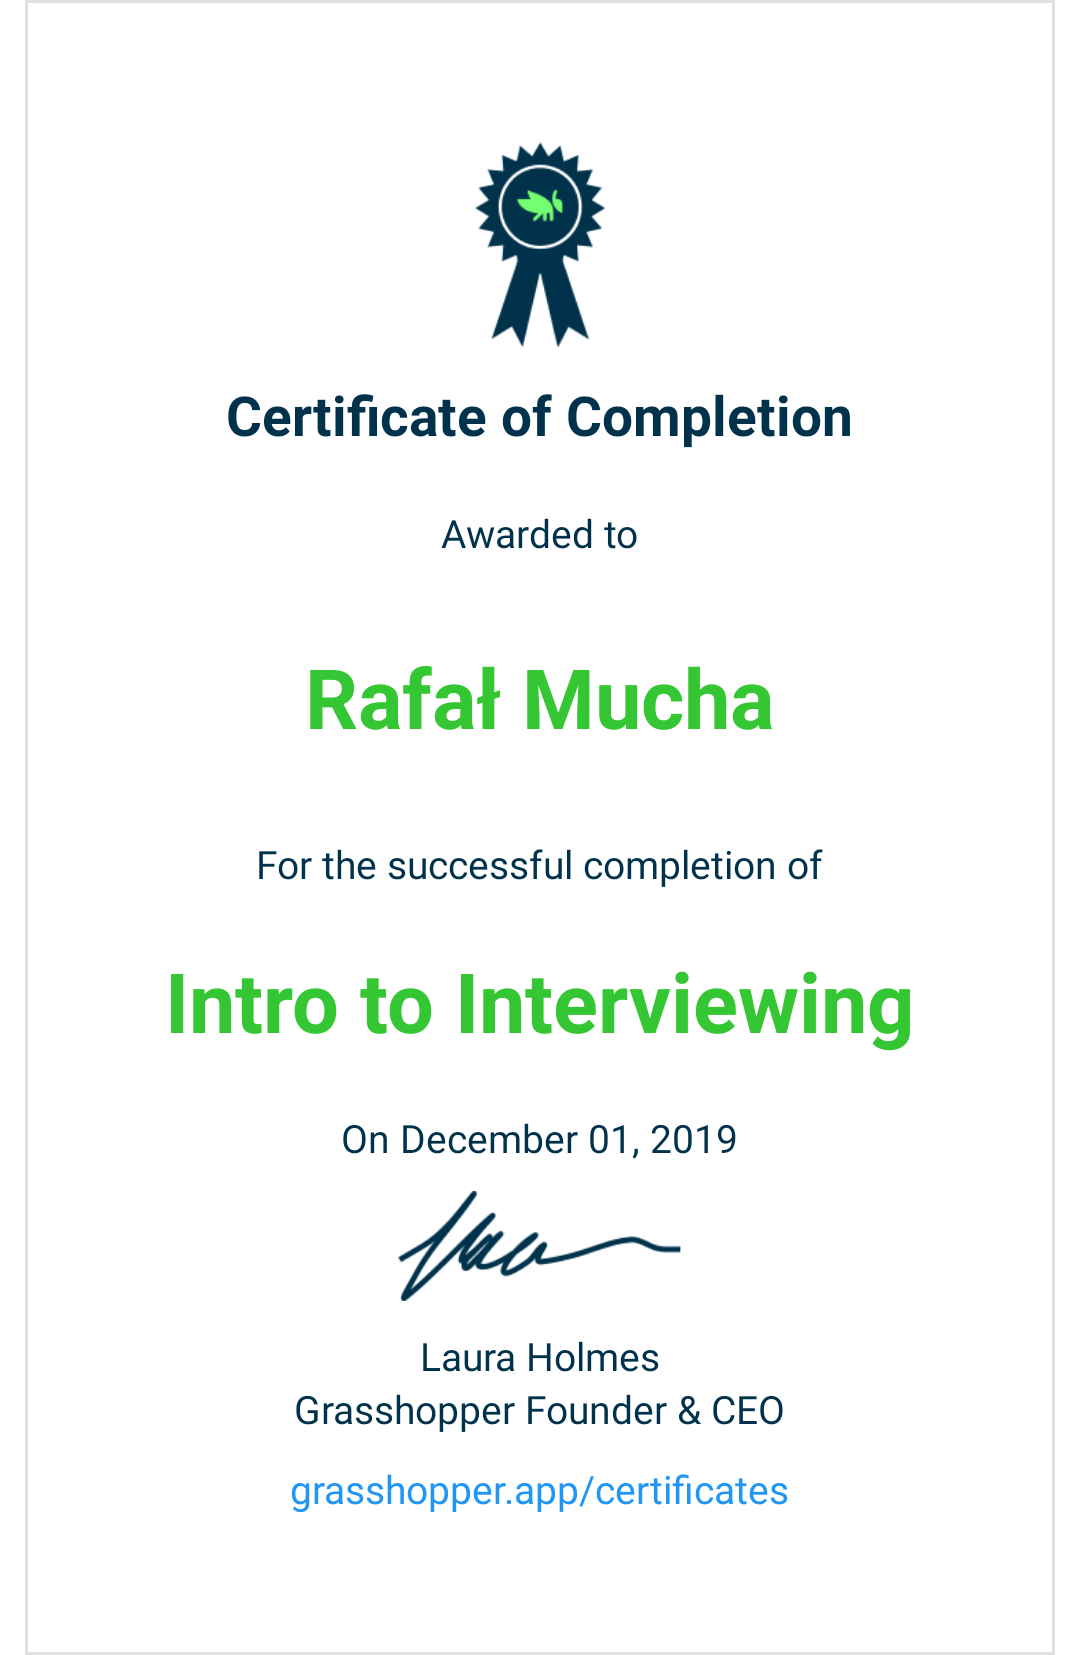 Certificate of Completion
Awarded to
Rafał Mucha
For the successful completion of
Intro to Interviewing
On December 01, 2019
Laura Holmes
Grasshopper Founder & CEO
grasshopper.app/certificates